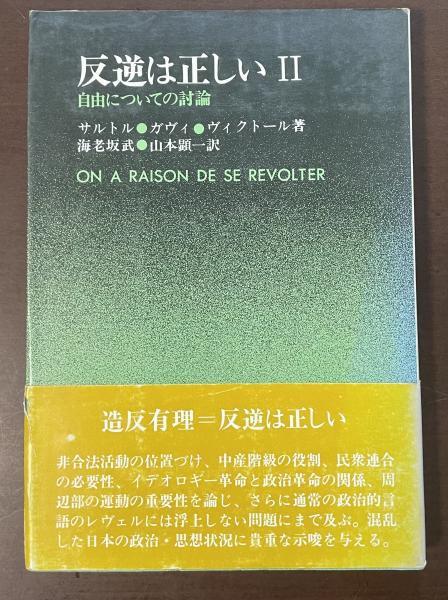 反逆は正しい II
自由についての討論
サルトル●ガヴィ●ヴィクトール著
海老坂武●山本顕一訳
ON A RAISON DE SE REVOLTER
造反有理=反逆は正しい
非合法活動の位置づけ、中産階級の役割、民衆連合
の必要性、イデオロギー革命と政治革命の関係、周
辺部の運動の重要性を論じ、さらに通常の政治的言
語のレヴェルには浮上しない問題にまで及ぶ。混乱
した日本の政治・思想状況に貴重な示唆を与える。